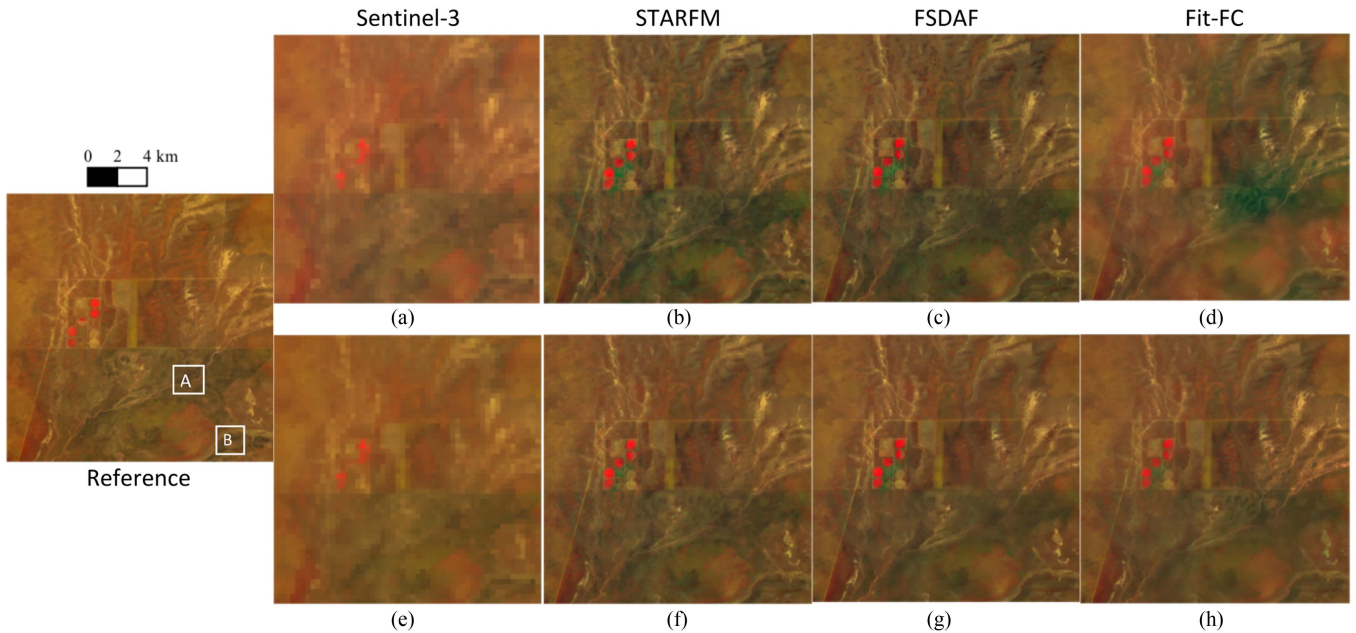 Sentinel-3 STARFM FSDAF Fit-FC
0 2 4 km
(a) (b) (c) (d)
A
B
Reference
(e) (f) (g) (h)